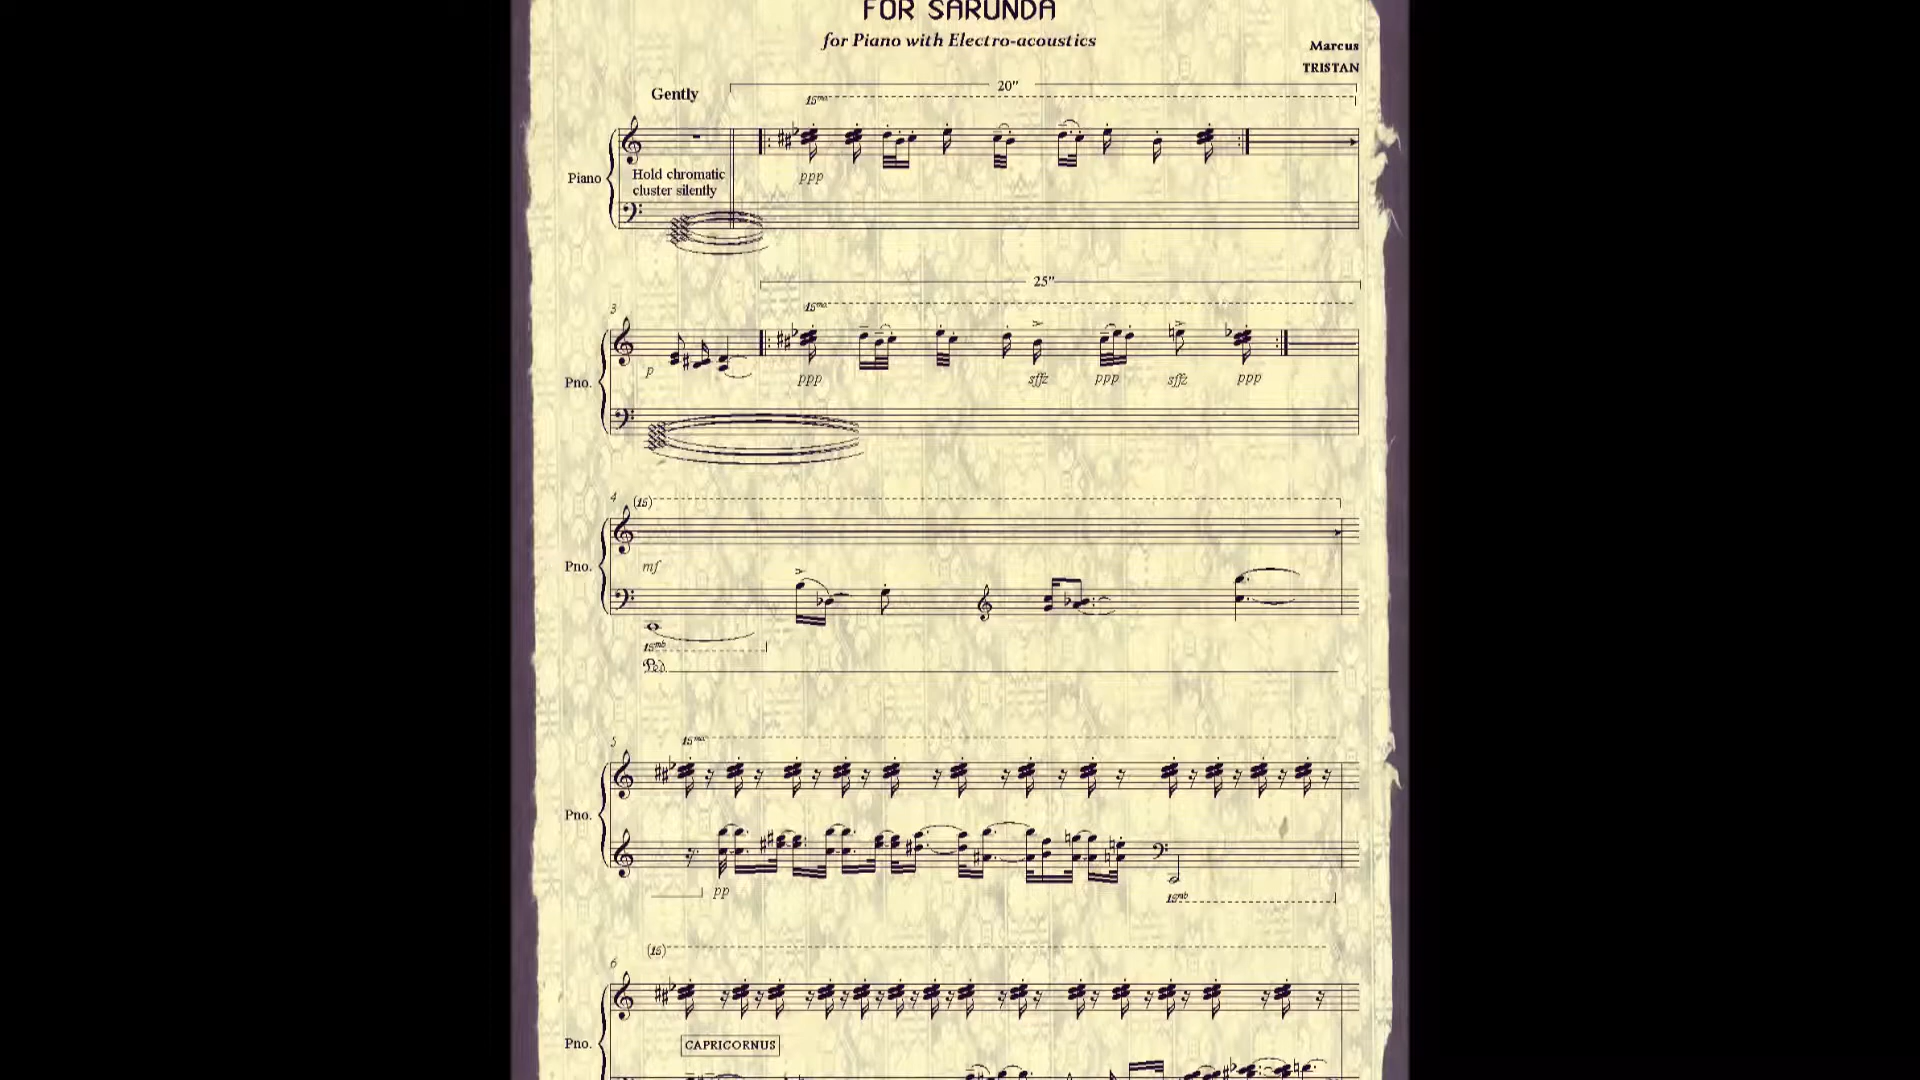 FOR SARUNDA
for Piano with Electro-acoustics
Marcus
TRISTAN
Gently
20"
15ma
Piano
Hold chromatic
cluster silently
ppp
25"
3
15ma
Pno.
p
ppp sffz ppp sffz ppp
4
(15)
Pno.
mf
15mb
Ped.
5
15ma
Pno.
pp
15mb
6
(15)
Pno.
CAPRICORNUS